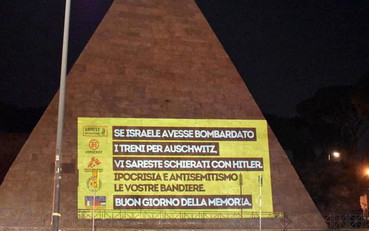 SE ISRAELE AVESSE BOMBARDATO
I TRENI PER AUSCHWITZ,
VI SARESTE SCHIERATI CON HITLER.
IPOCRISIA E ANTISEMITISMO
LE VOSTRE BANDIERE.
BUON GIORNO DELLA MEMORIA.